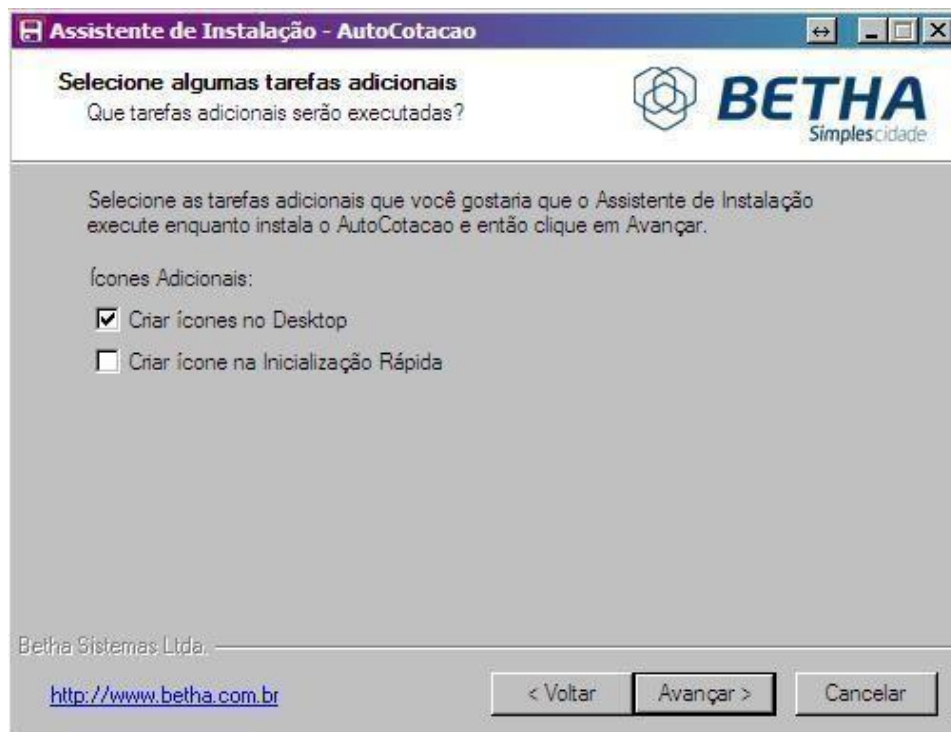 Assistente de Instalação - AutoCotacao
Selecione algumas tarefas adicionais
Que tarefas adicionais serão executadas?
BETHA
Simplescidade
Selecione as tarefas adicionais que você gostaria que o Assistente de Instalação
execute enquanto instala o AutoCotacao e então clique em Avançar.
Ícones Adicionais:
Criar ícones no Desktop
Criar ícone na Inicialização Rápida
Betha Sistemas Ltda.
http://www.betha.com.br
< Voltar
Avançar >
Cancelar